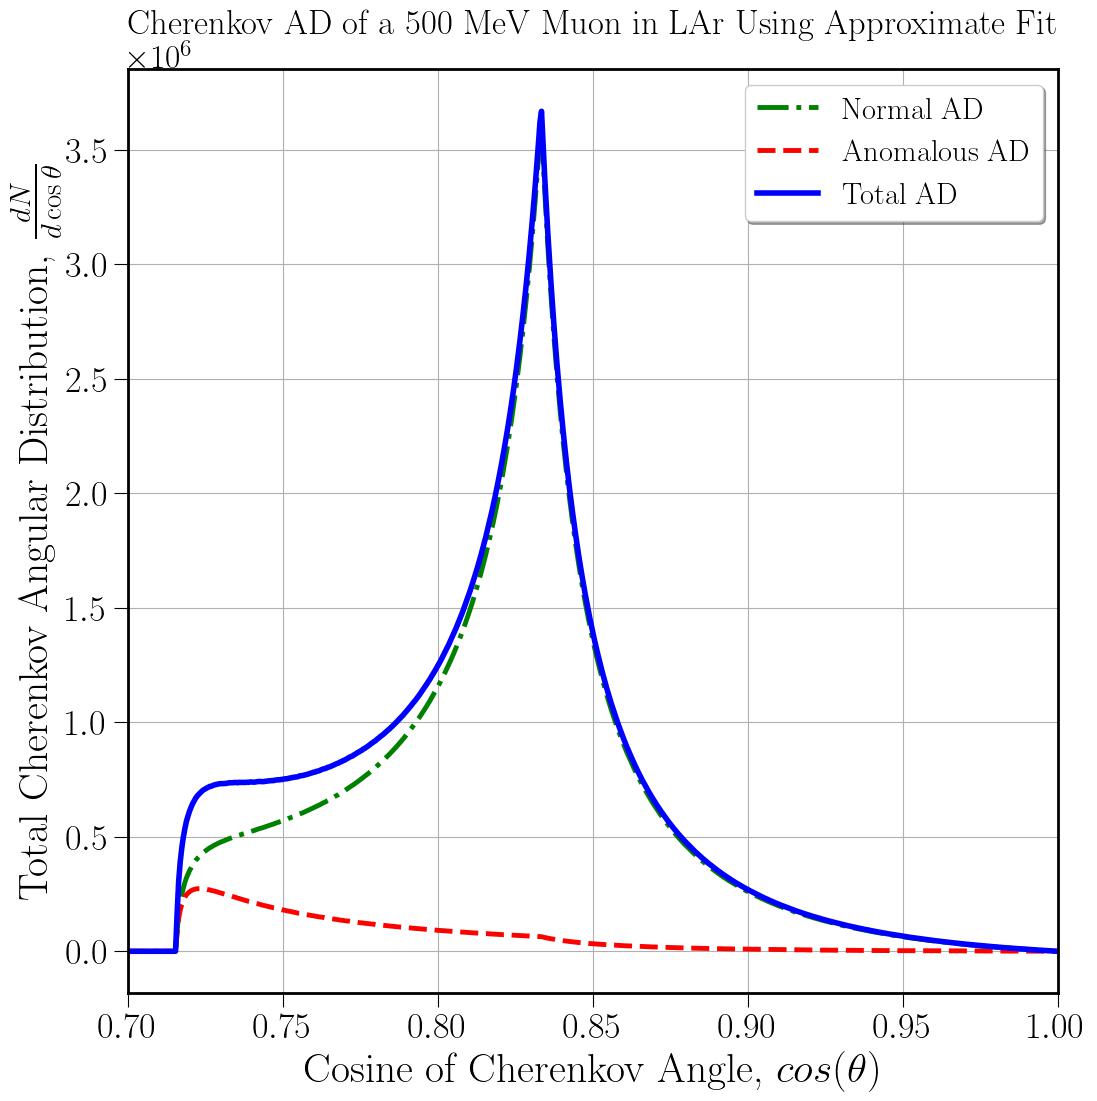 Cherenkov AD of a 500 MeV Muon in LAr Using Approximate Fit
×10⁶
Total Cherenkov Angular Distribution, dN/d cos θ
3.5
3.0
2.5
2.0
1.5
1.0
0.5
0.0
Normal AD
Anomalous AD
Total AD
0.70 0.75 0.80 0.85 0.90 0.95 1.00
Cosine of Cherenkov Angle, cos(θ)